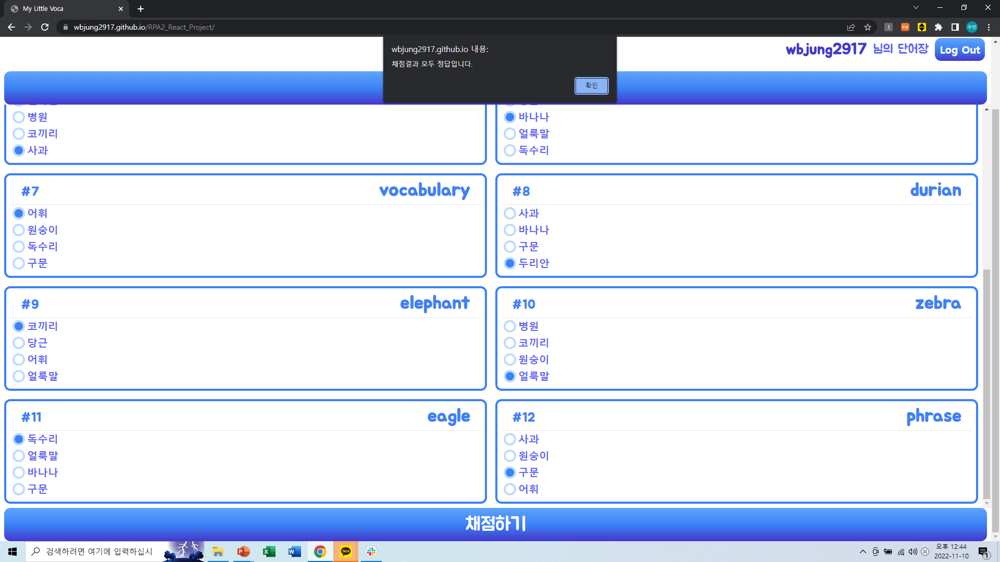 My Little Voca
wbjung2917.github.io/RPA2_React_Project/
우빈
wbjung2917.github.io 내용:
채점결과 모두 정답입니다.
확인
wbjung2917 님의 단어장
Log Out
병원
코끼리
사과
바나나
얼룩말
독수리
#7 vocabulary
어휘
원숭이
독수리
구문
#8 durian
사과
바나나
구문
두리안
#9 elephant
코끼리
당근
어휘
얼룩말
#10 zebra
병원
코끼리
원숭이
얼룩말
#11 eagle
독수리
얼룩말
바나나
구문
#12 phrase
사과
원숭이
구문
어휘
채점하기
검색하려면 여기에 입력하십시
TALK
오후 12:44
2022-11-10
1